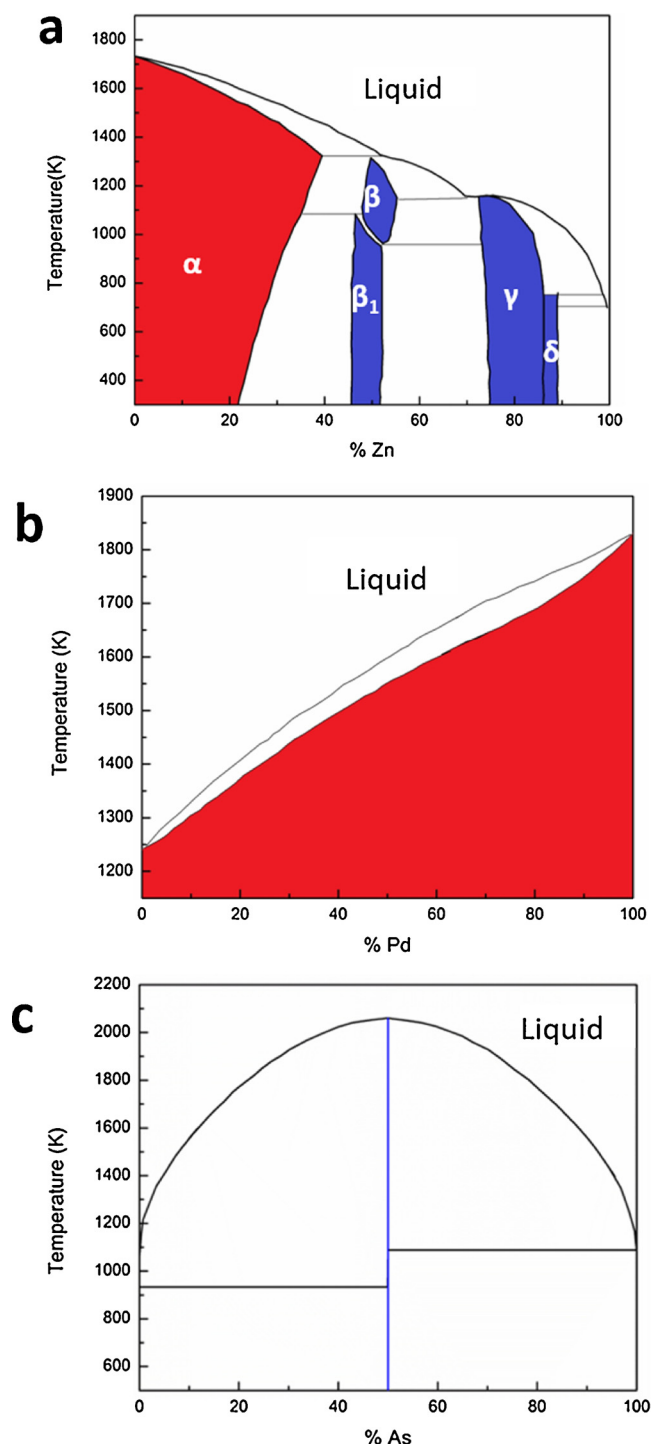 a
1800
1600
1400
1200
1000
800
600
400
Temperature(K)
Liquid
α
β
β1
γ
δ
0 20 40 60 80 100
% Zn
b
1900
1800
1700
1600
1500
1400
1300
1200
Temperature (K)
Liquid
0 20 40 60 80 100
% Pd
c
2200
2000
1800
1600
1400
1200
1000
800
600
Temperature (K)
Liquid
0 20 40 60 80 100
% As